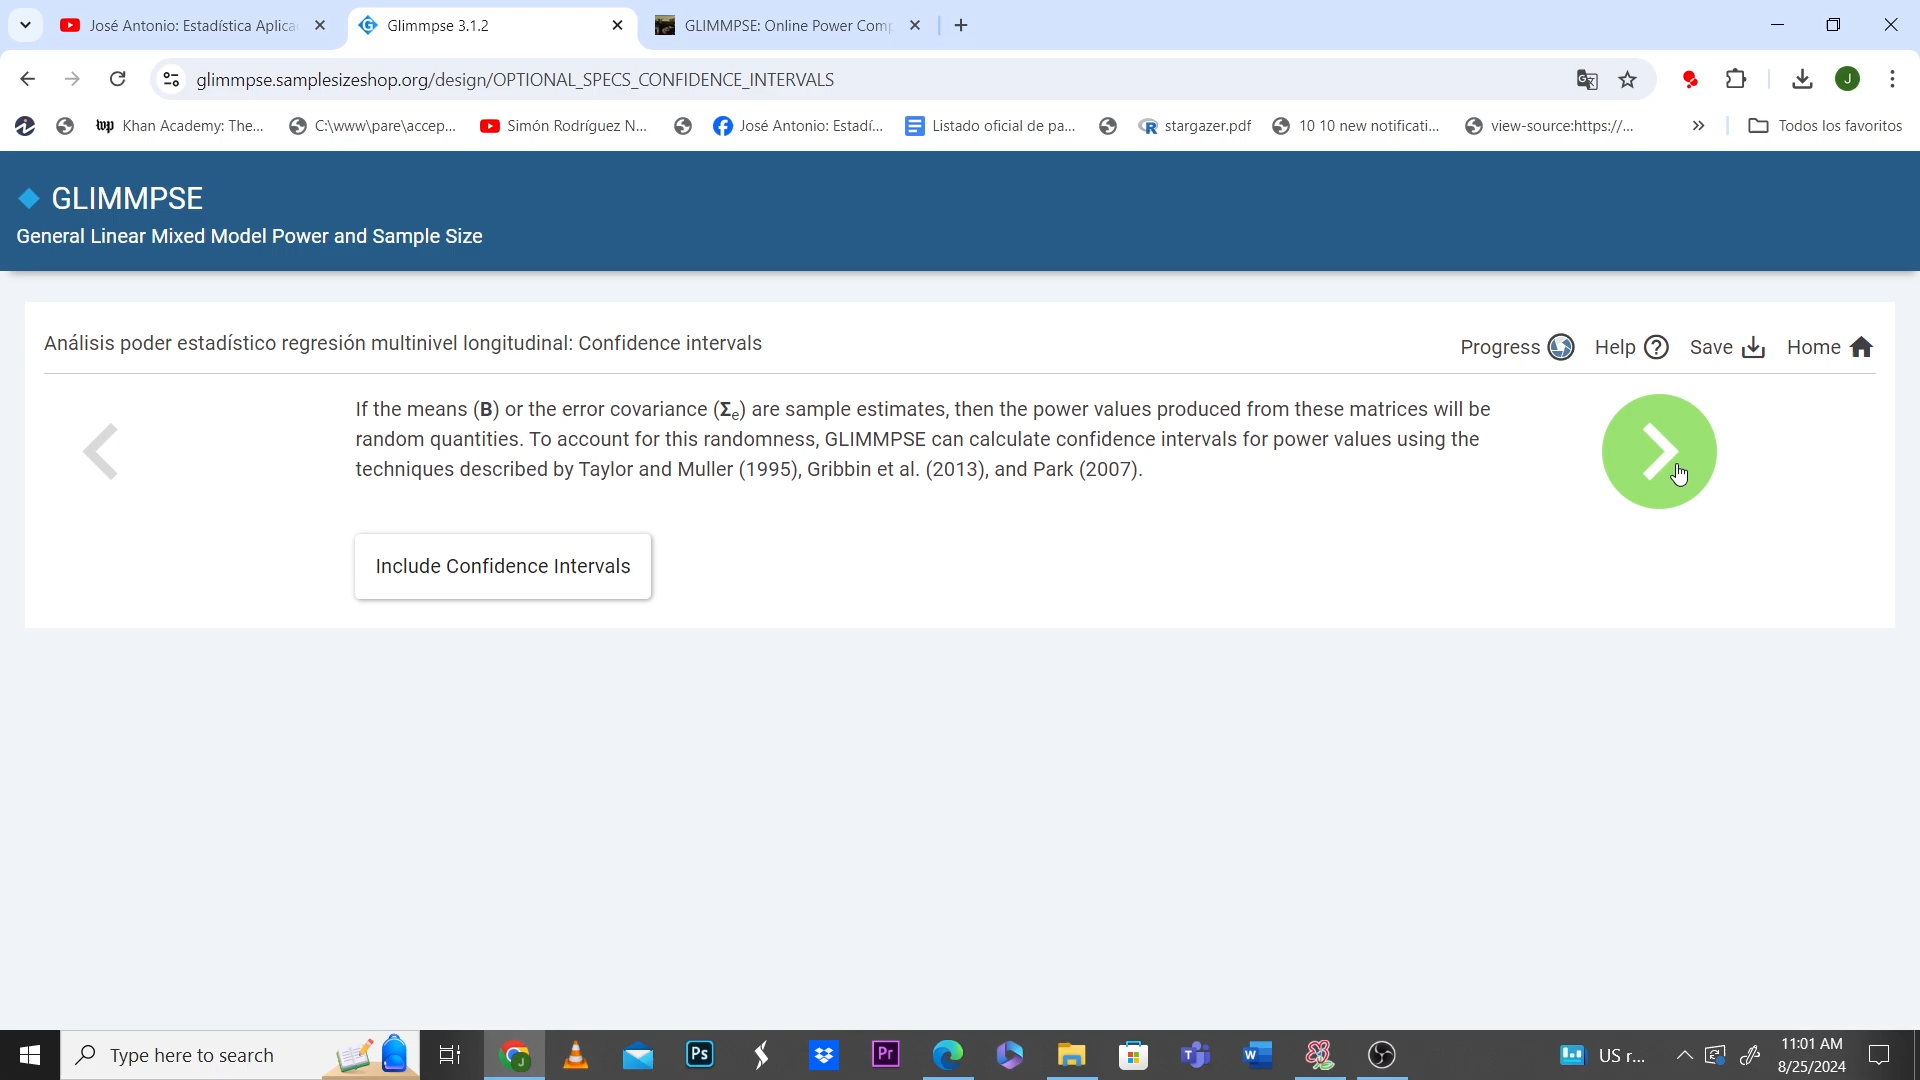 José Antonio: Estadística Aplica
Glimmpse 3.1.2
GLIMMPSE: Online Power Comp
glimmpse.samplesizeshop.org/design/OPTIONAL_SPECS_CONFIDENCE_INTERVALS
J
wp Khan Academy: The...
C:\www\pare\accep...
Simón Rodríguez N...
José Antonio: Estadí...
Listado oficial de pa...
stargazer.pdf
10 10 new notificati...
view-source:https://...
Todos los favoritos
GLIMMPSE
General Linear Mixed Model Power and Sample Size
Análisis poder estadístico regresión multinivel longitudinal: Confidence intervals
Progress
Help
Save
Home
If the means (B) or the error covariance (Σe) are sample estimates, then the power values produced from these matrices will be
random quantities. To account for this randomness, GLIMMPSE can calculate confidence intervals for power values using the
techniques described by Taylor and Muller (1995), Gribbin et al. (2013), and Park (2007).
Include Confidence Intervals
Type here to search
Ps
Pr
US r...
11:01 AM
8/25/2024